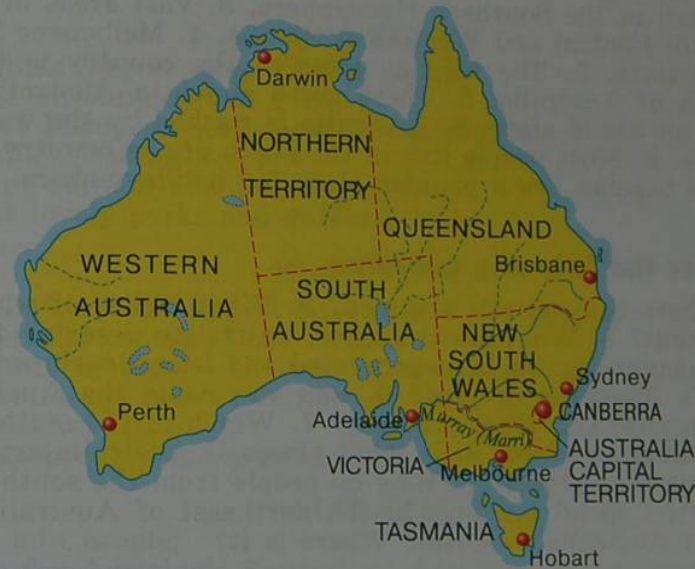 Darwin
NORTHERN
TERRITORY
QUEENSLAND
WESTERN
AUSTRALIA
Brisbane
SOUTH
AUSTRALIA
NEW
SOUTH
WALES
Sydney
Perth
Adelaide
Murray (Marri)
CANBERRA
VICTORIA
Melbourne
AUSTRALIA
CAPITAL
TERRITORY
TASMANIA
Hobart